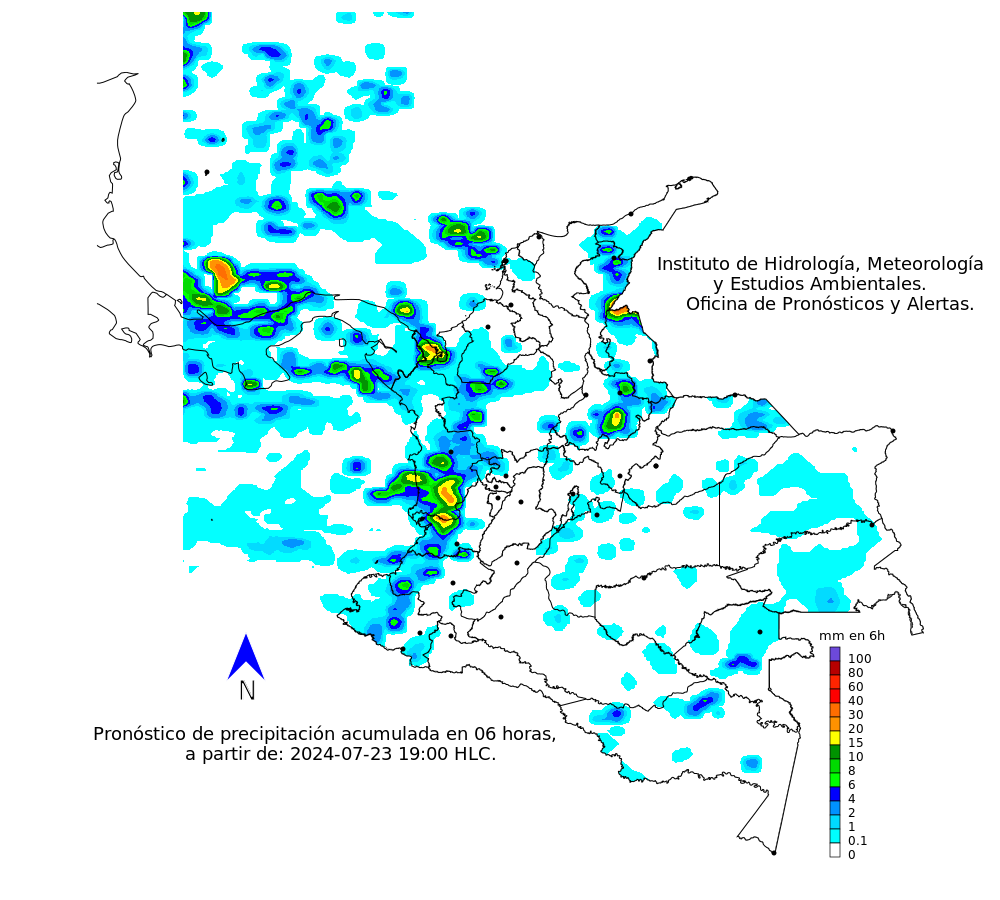 Instituto de Hidrología, Meteorología
y Estudios Ambientales.
Oficina de Pronósticos y Alertas.
mm en 6h
100
80
60
40
30
20
15
10
8
6
4
2
1
0.1
0
N
Pronóstico de precipitación acumulada en 06 horas,
a partir de: 2024-07-23 19:00 HLC.